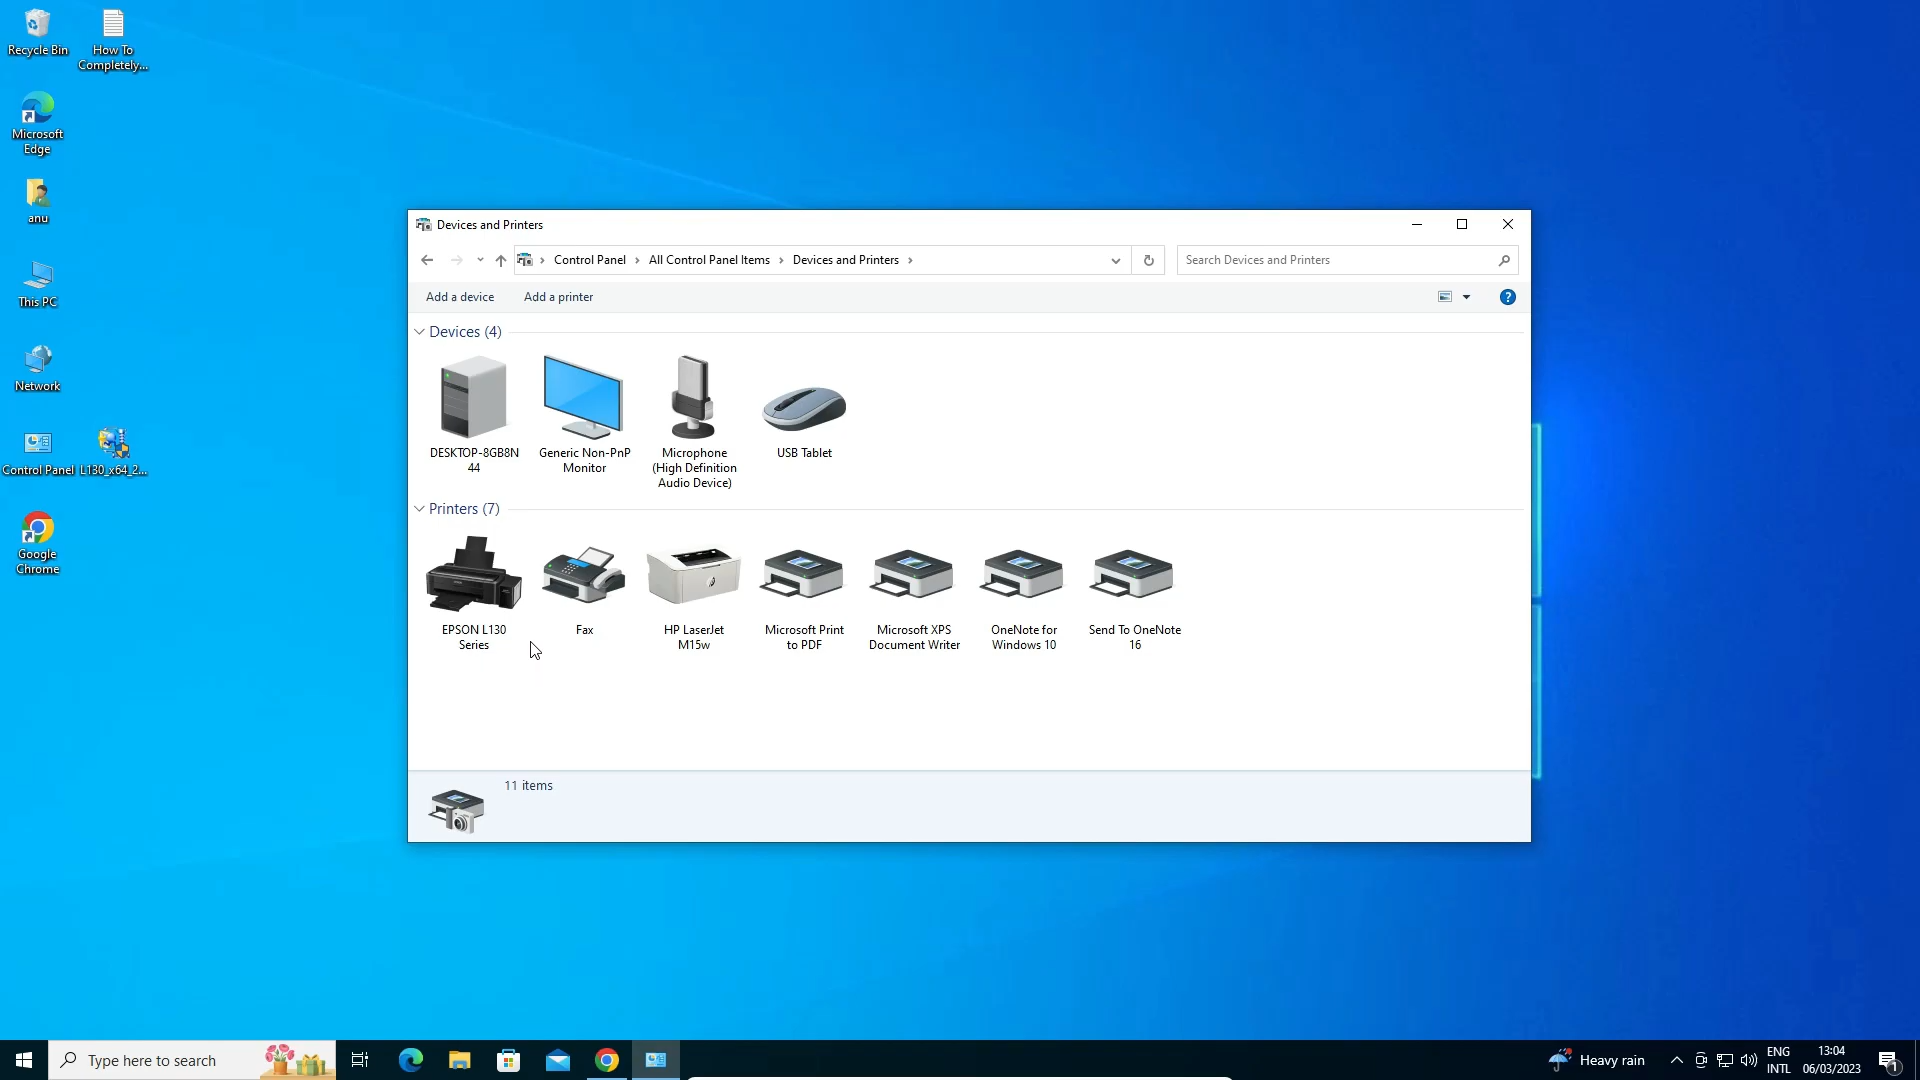 Recycle Bin
How To
Completely...
Microsoft
Edge
anu
This PC
Network
Control Panel
L130_x64_2...
Google
Chrome
Devices and Printers
Control Panel
All Control Panel Items
Devices and Printers
Search Devices and Printers
Add a device
Add a printer
?
Devices (4)
DESKTOP-8GB8N
44
Generic Non-PnP
Monitor
Microphone
(High Definition
Audio Device)
USB Tablet
Printers (7)
EPSON L130
Series
Fax
HP LaserJet
M15w
Microsoft Print
to PDF
Microsoft XPS
Document Writer
OneNote for
Windows 10
Send To OneNote
16
11 items
Type here to search
Heavy rain
ENG
INTL
13:04
06/03/2023
1